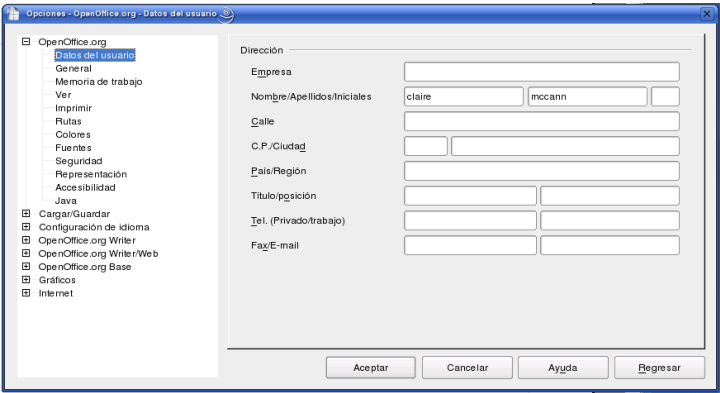 Opciones - OpenOffice.org - Datos del usuario
OpenOffice.org
Datos del usuario
General
Memoria de trabajo
Ver
Imprimir
Rutas
Colores
Fuentes
Seguridad
Representación
Accesibilidad
Java
Cargar/Guardar
Configuración de idioma
OpenOffice.org Writer
OpenOffice.org Writer/Web
OpenOffice.org Base
Gráficos
Internet
Dirección
Empresa
Nombre/Apellidos/Iniciales claire mccann
Calle
C.P./Ciudad
País/Región
Título/posición
Tel. (Privado/trabajo)
Fax/E-mail
Aceptar Cancelar Ayuda Regresar